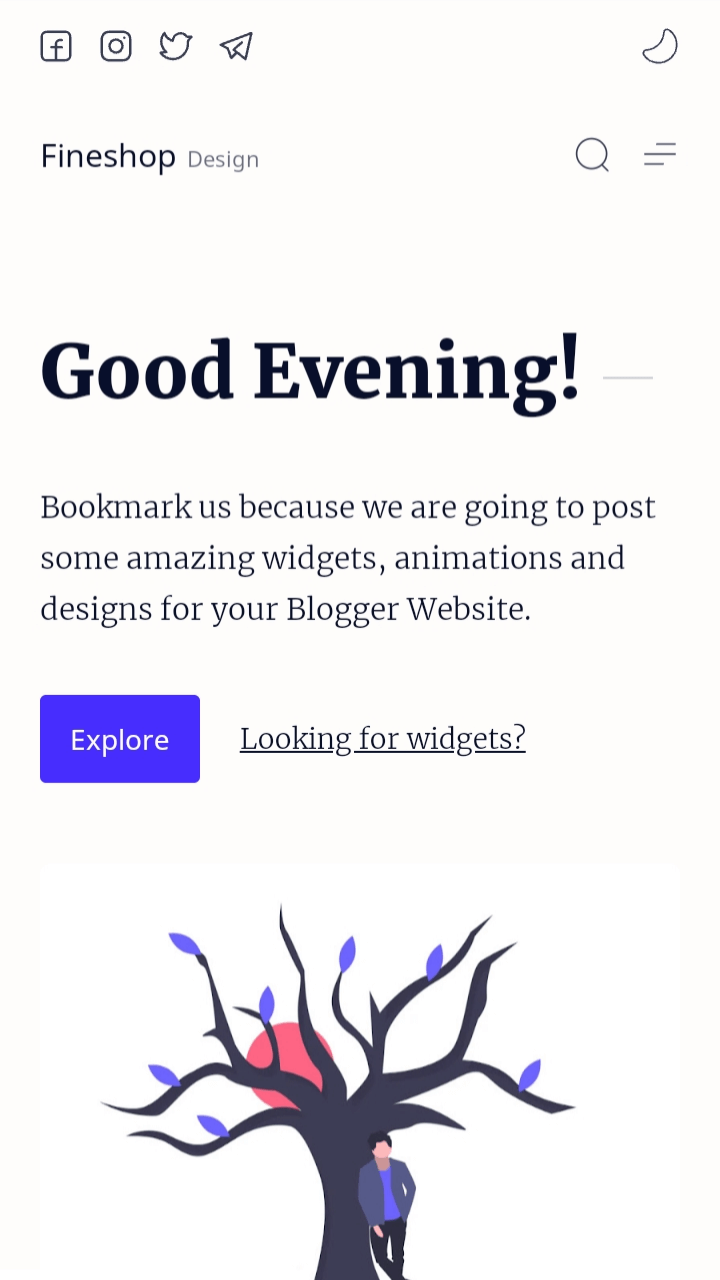 Fineshop Design
Good Evening!
Bookmark us because we are going to post
some amazing widgets, animations and
designs for your Blogger Website.
Explore
Looking for widgets?